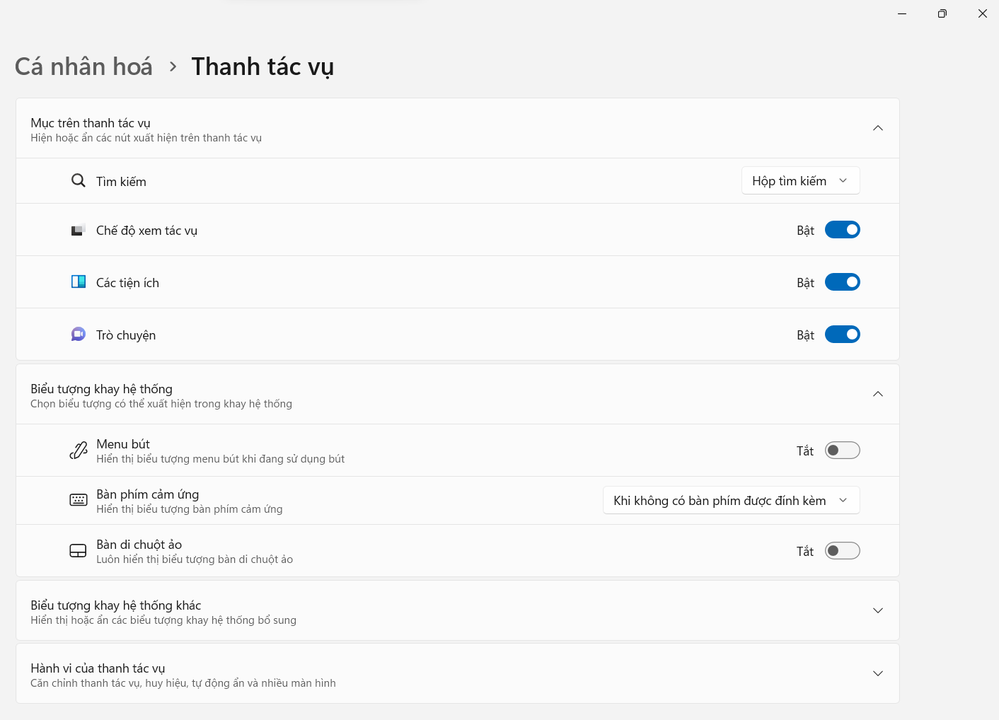 Cá nhân hoá > Thanh tác vụ
Mục trên thanh tác vụ
Hiện hoặc ẩn các nút xuất hiện trên thanh tác vụ
Tìm kiếm
Hộp tìm kiếm
Chế độ xem tác vụ
Bật
Các tiện ích
Bật
Trò chuyện
Bật
Biểu tượng khay hệ thống
Chọn biểu tượng có thể xuất hiện trong khay hệ thống
Menu bút
Hiển thị biểu tượng menu bút khi đang sử dụng bút
Tắt
Bàn phím cảm ứng
Hiển thị biểu tượng bàn phím cảm ứng
Khi không có bàn phím được đính kèm
Bàn di chuột ảo
Luôn hiển thị biểu tượng bàn di chuột ảo
Tắt
Biểu tượng khay hệ thống khác
Hiển thị hoặc ẩn các biểu tượng khay hệ thống bổ sung
Hành vi của thanh tác vụ
Căn chỉnh thanh tác vụ, huy hiệu, tự động ẩn và nhiều màn hình